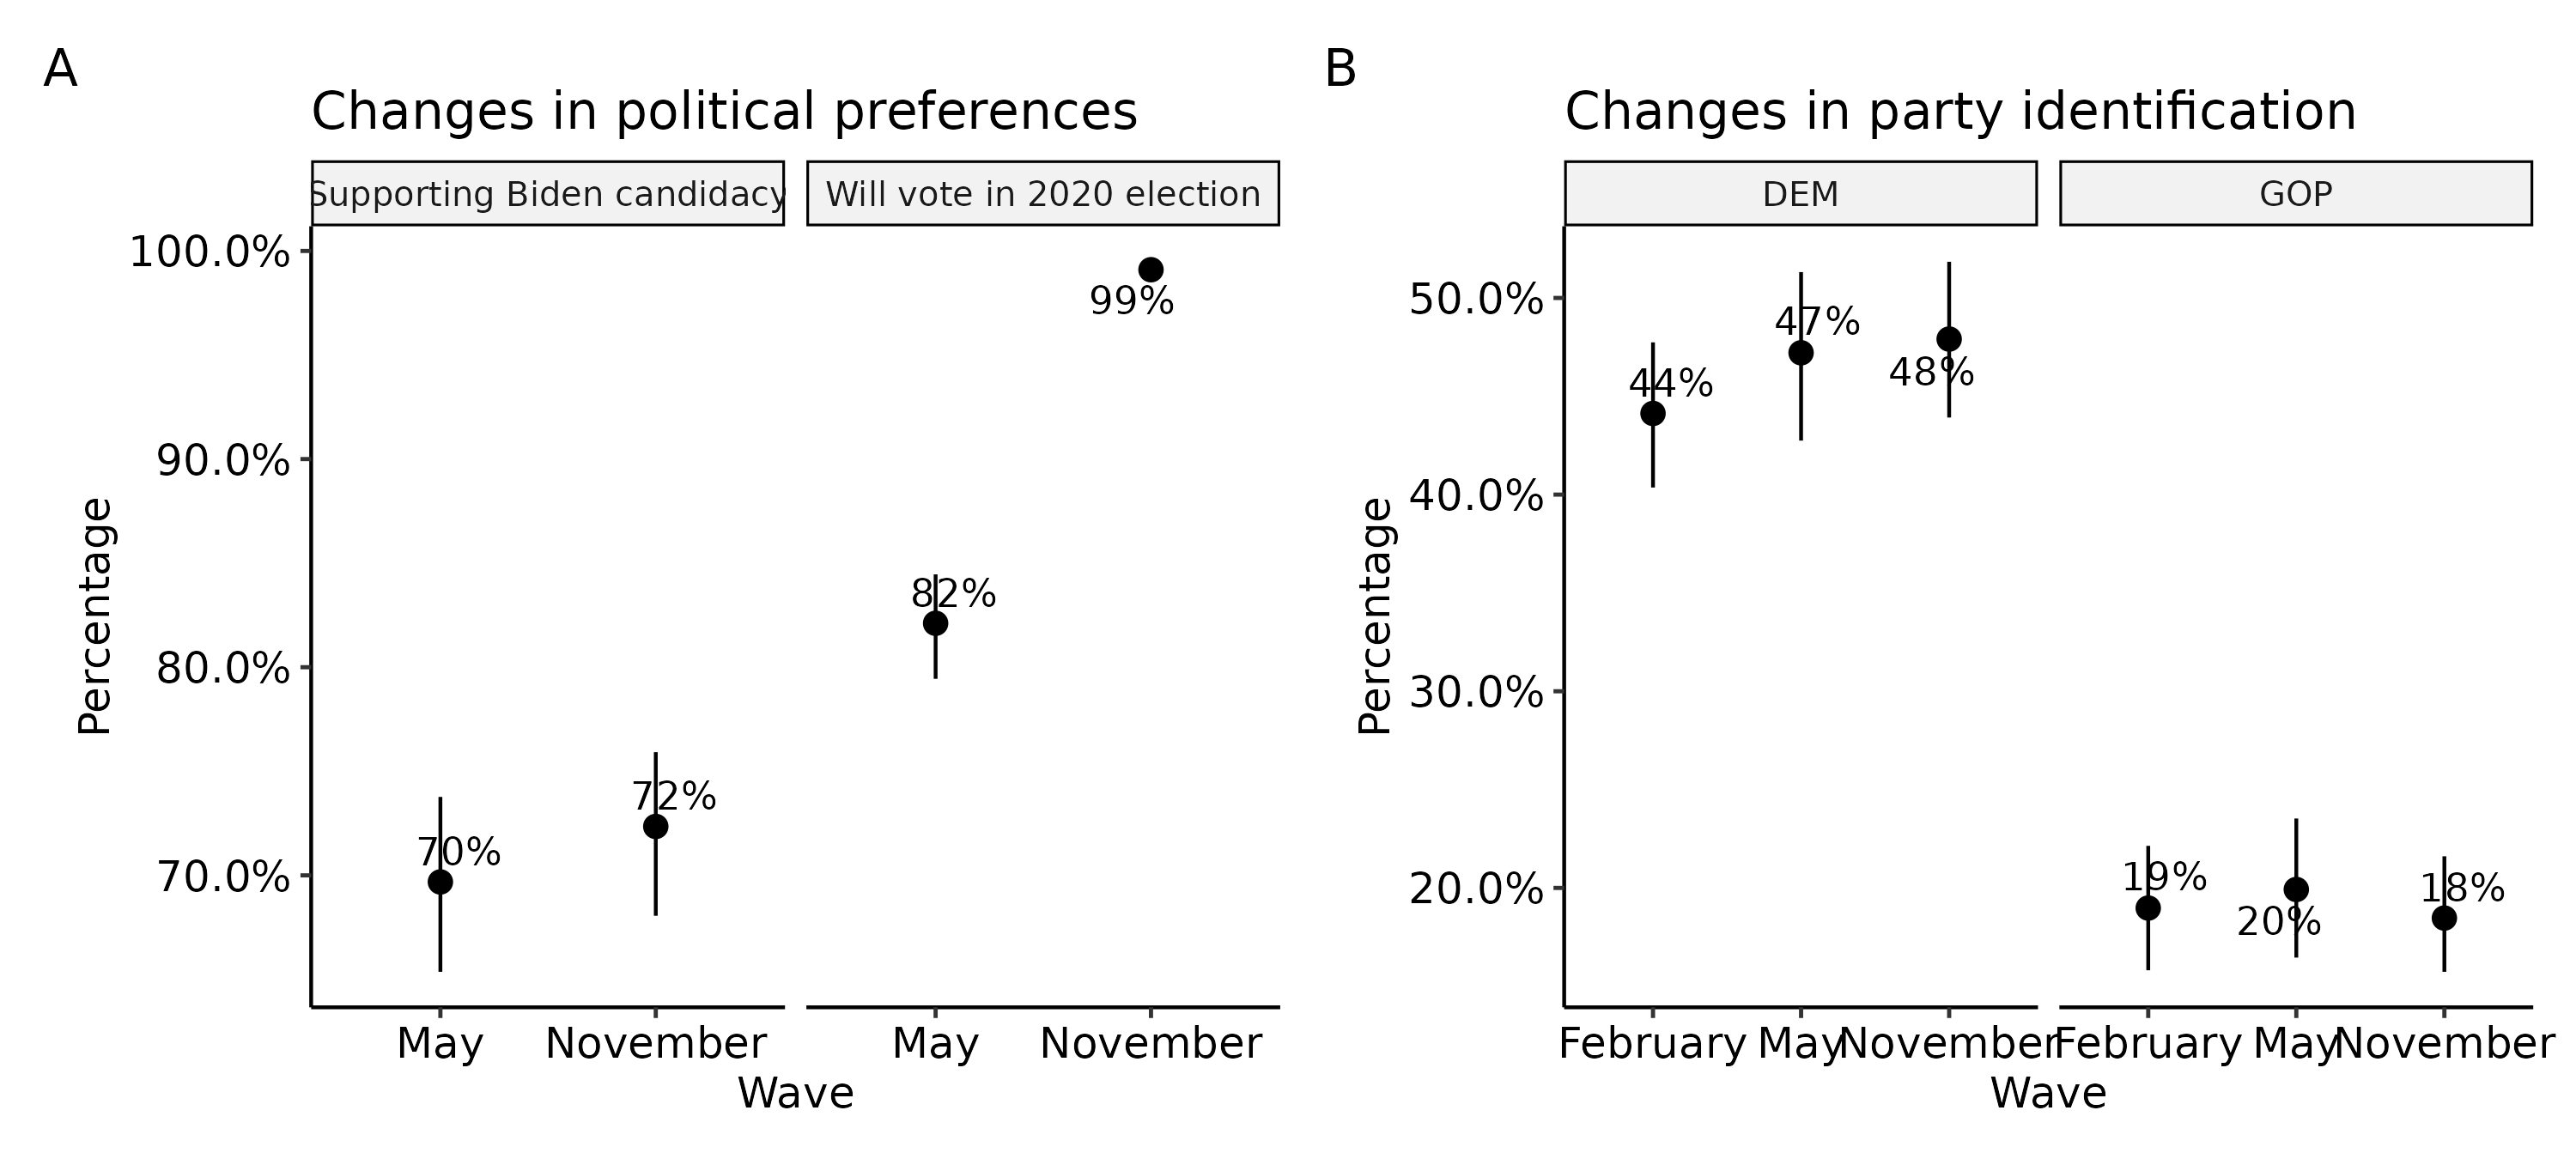 A
Changes in political preferences
Supporting Biden candidacy
Will vote in 2020 election
100.0%
90.0%
80.0%
70.0%
Percentage
70%
72%
82%
99%
May
November
May
November
Wave
B
Changes in party identification
DEM
GOP
50.0%
40.0%
30.0%
20.0%
Percentage
44%
47%
48%
19%
20%
18%
February
May
November
February
May
November
Wave